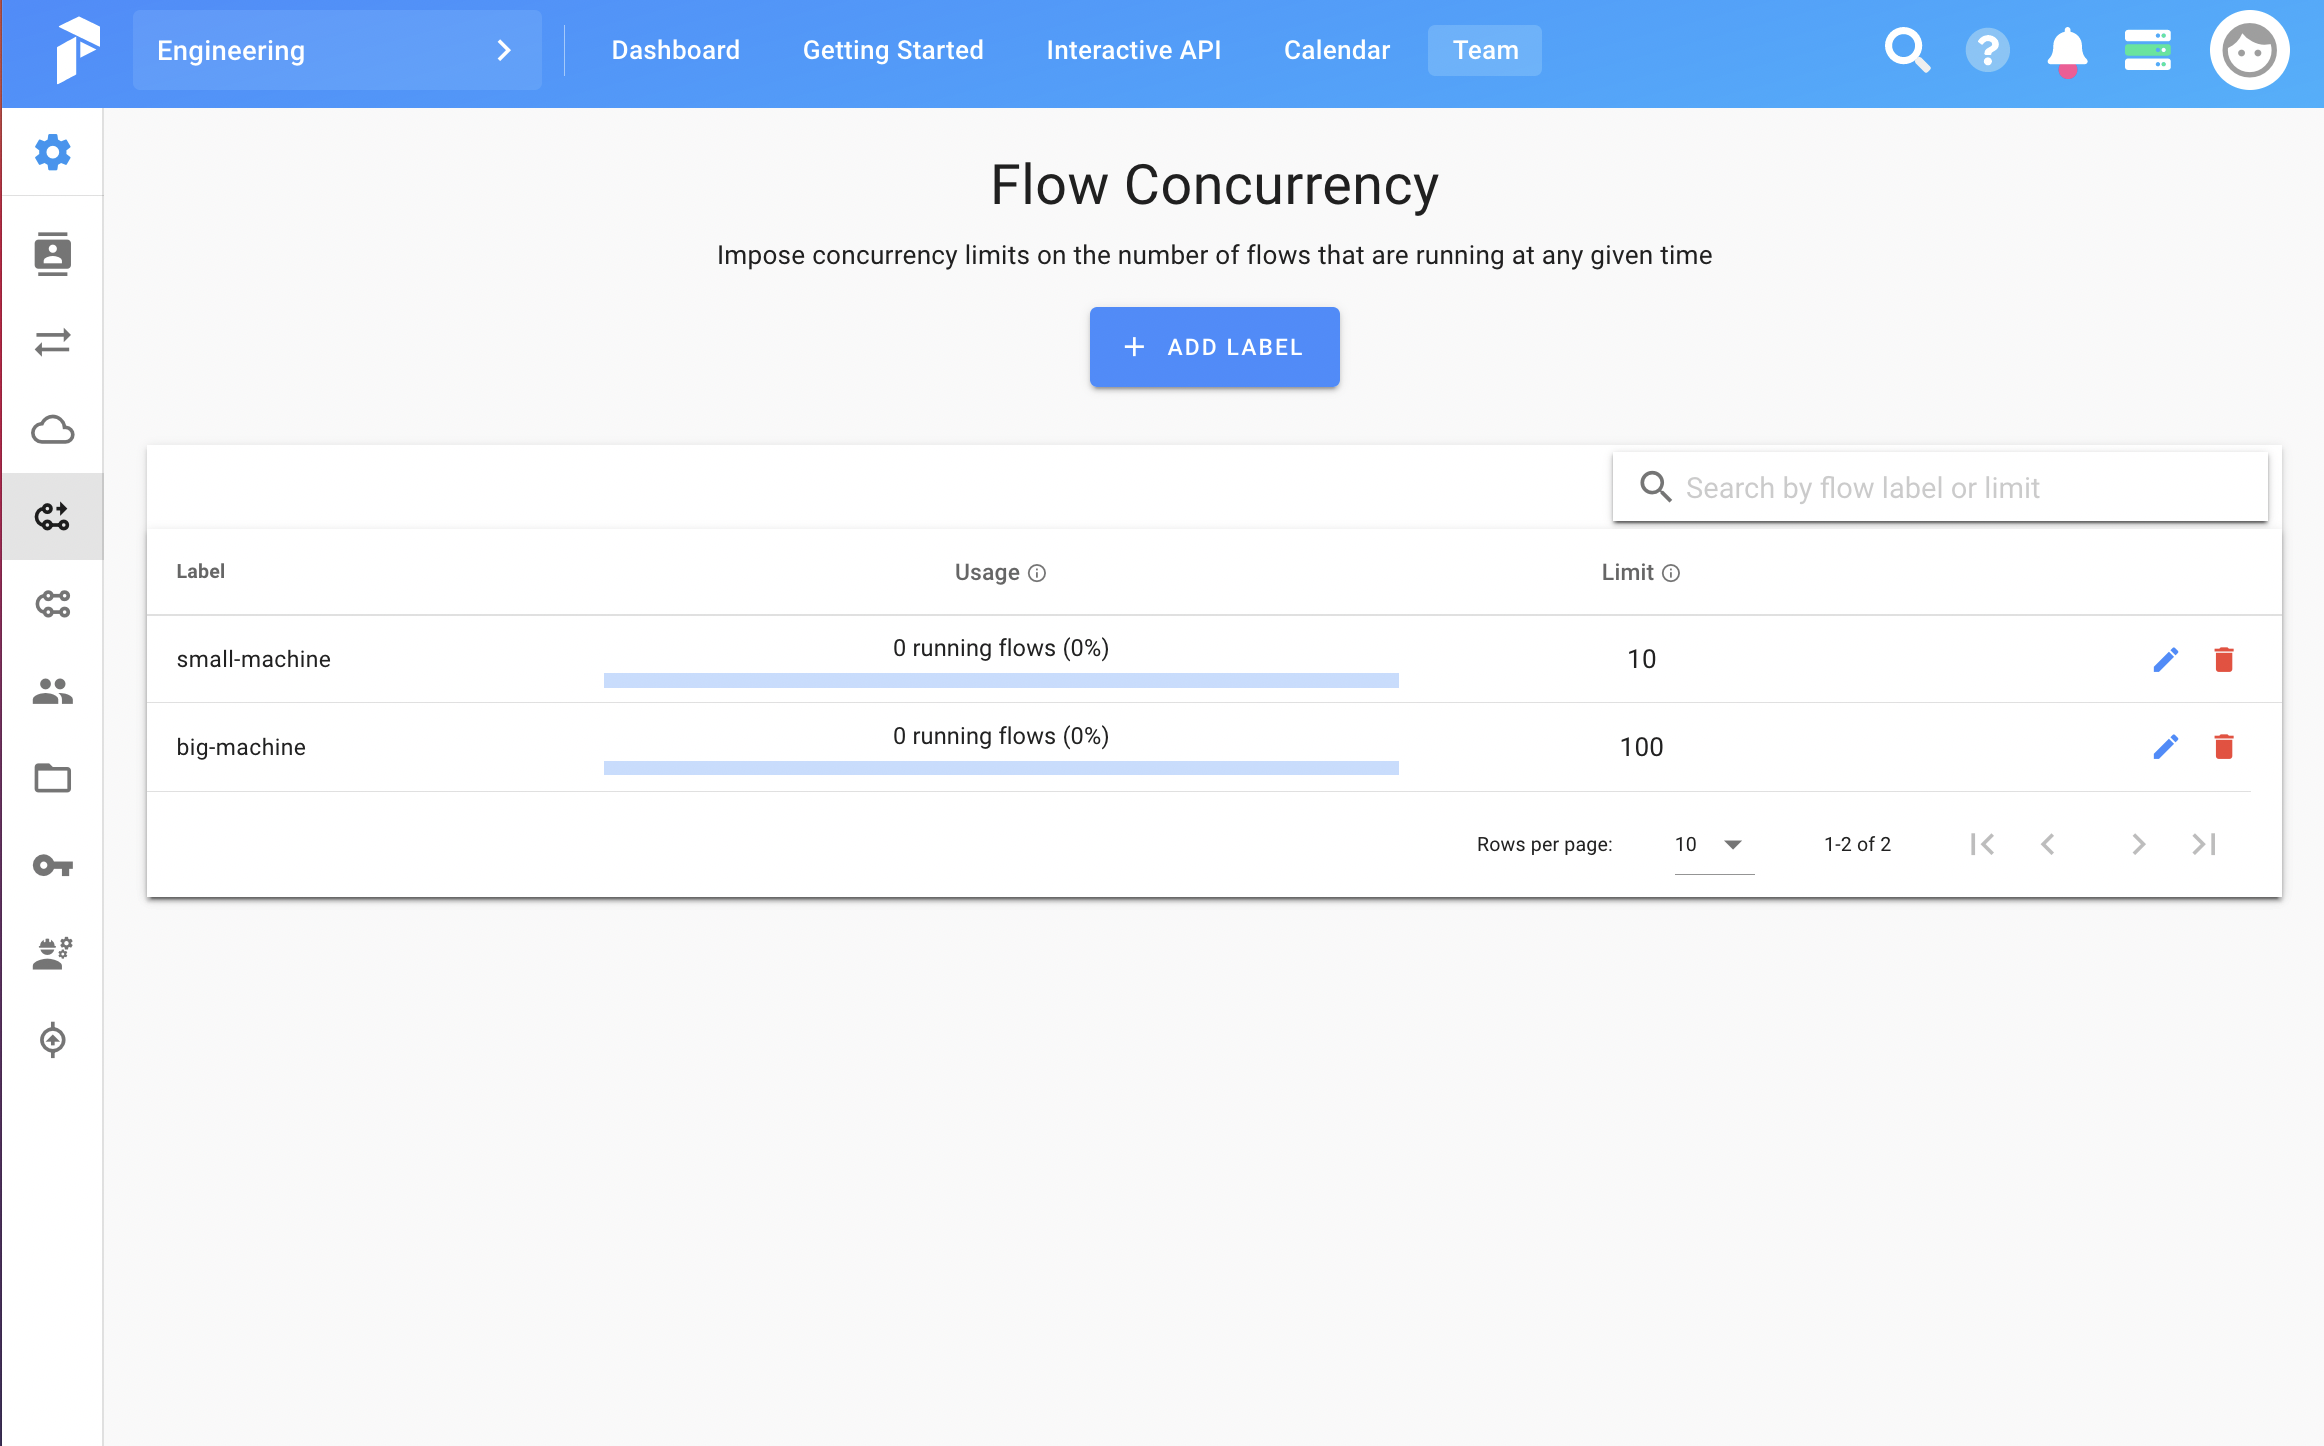 Engineering
Dashboard
Getting Started
Interactive API
Calendar
Team
Flow Concurrency
Impose concurrency limits on the number of flows that are running at any given time
+ ADD LABEL
Search by flow label or limit
Label Usage Limit
small-machine 0 running flows (0%) 10
big-machine 0 running flows (0%) 100
Rows per page: 10 1-2 of 2